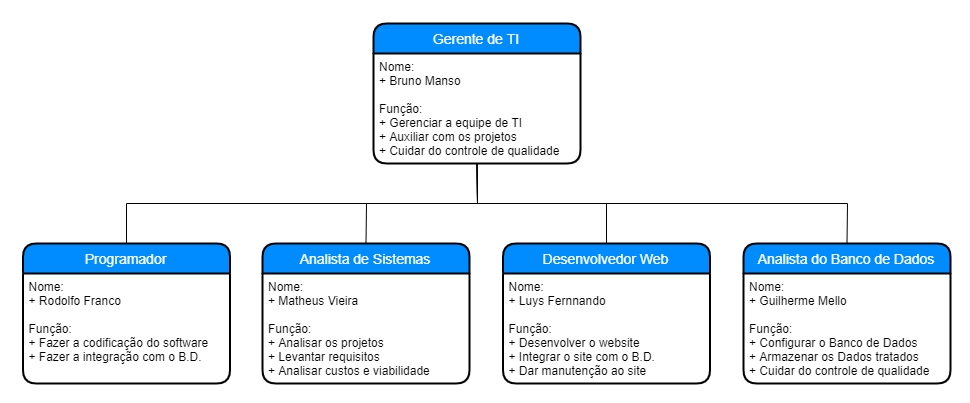 Gerente de TI
Nome:
+ Bruno Manso
Função:
+ Gerenciar a equipe de TI
+ Auxiliar com os projetos
+ Cuidar do controle de qualidade
Programador
Nome:
+ Rodolfo Franco
Função:
+ Fazer a codificação do software
+ Fazer a integração com o B.D.
Analista de Sistemas
Nome:
+ Matheus Vieira
Função:
+ Analisar os projetos
+ Levantar requisitos
+ Analisar custos e viabilidade
Desenvolvedor Web
Nome:
+ Luys Fernnando
Função:
+ Desenvolver o website
+ Integrar o site com o B.D.
+ Dar manutenção ao site
Analista do Banco de Dados
Nome:
+ Guilherme Mello
Função:
+ Configurar o Banco de Dados
+ Armazenar os Dados tratados
+ Cuidar do controle de qualidade